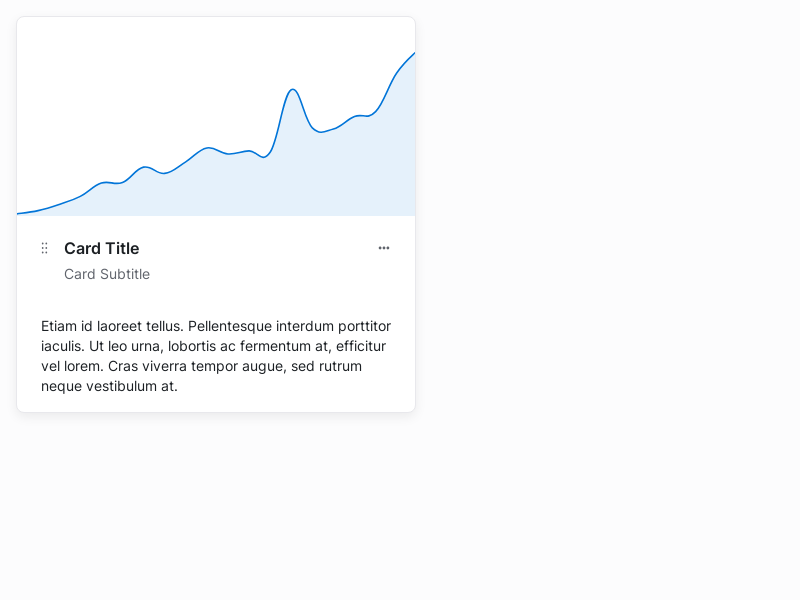 Card Title
Card Subtitle
Etiam id laoreet tellus. Pellentesque interdum porttitor
iaculis. Ut leo urna, lobortis ac fermentum at, efficitur
vel lorem. Cras viverra tempor augue, sed rutrum
neque vestibulum at.